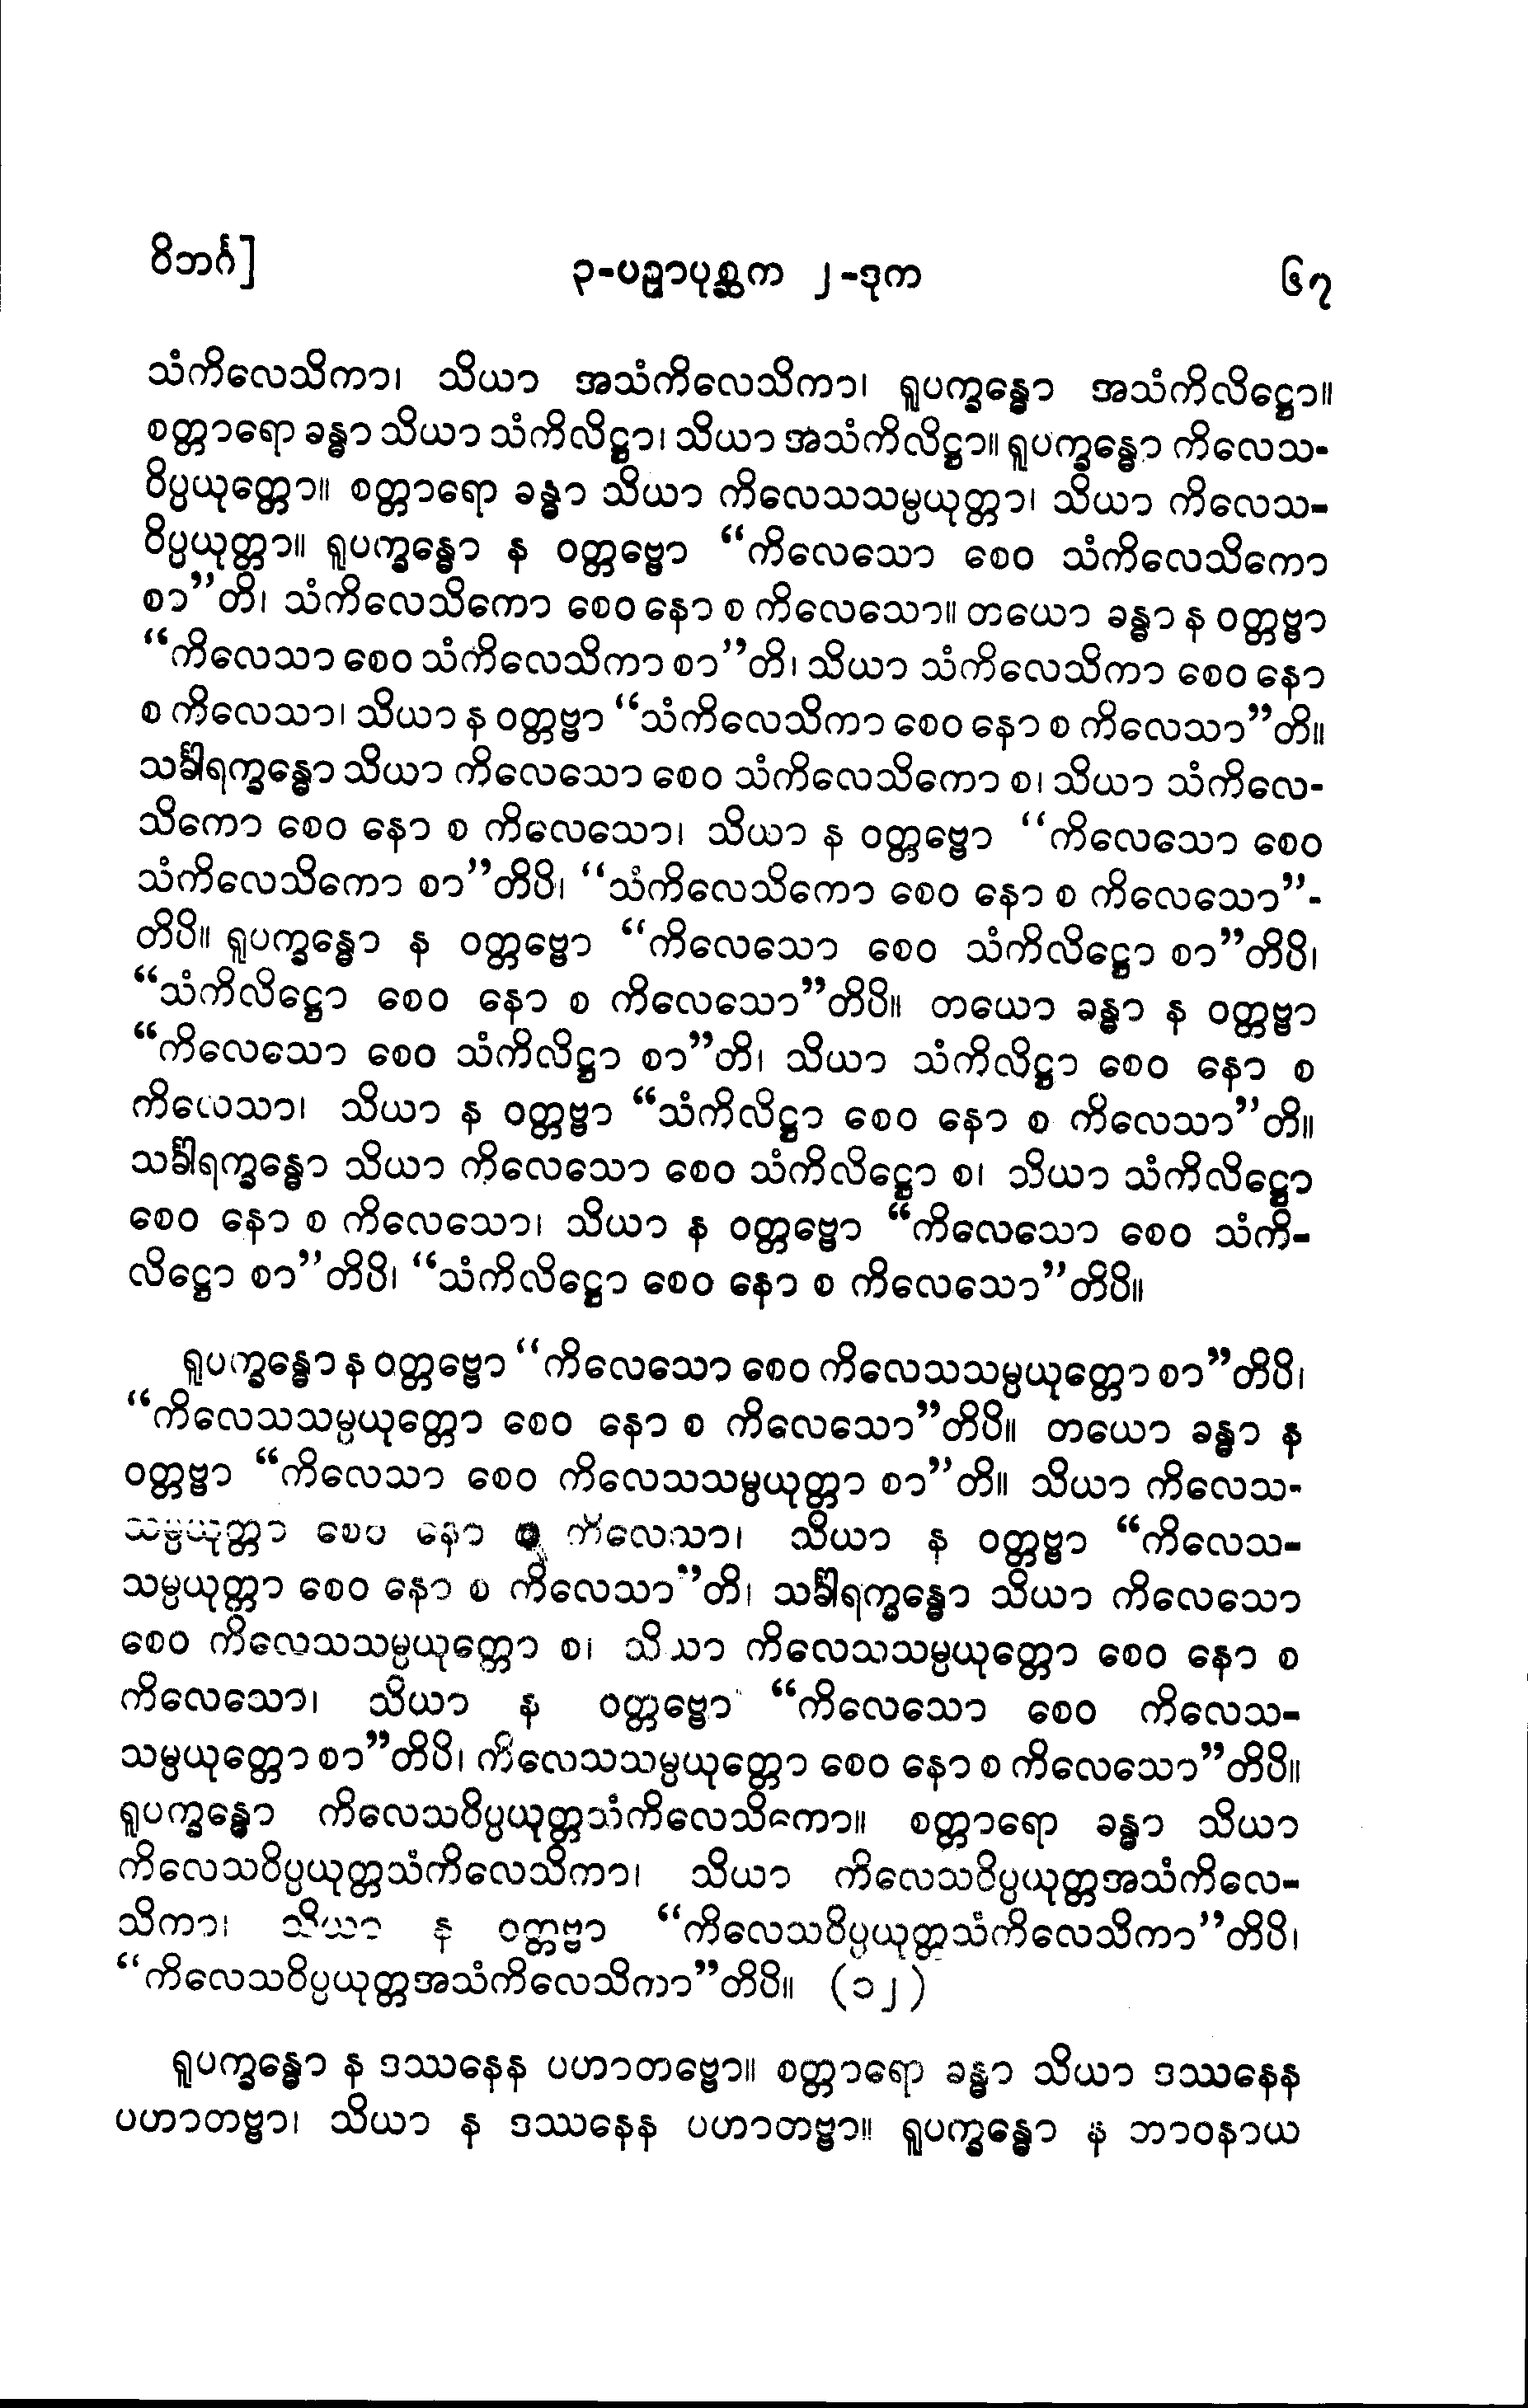 ဝိဘင်္ဂ]
၃-ပဉှာပုစ္ဆက ၂-ဒုက
၆၇
သံကိလေသိကာ၊ သိယာ အသံကိလေသိကာ၊ ရူပက္ခန္ဓော အသံကိလိဋ္ဌော။
စတ္တာရော ခန္ဓာ သိယာ သံကိလိဋ္ဌာ၊ သိယာ အသံကိလိဋ္ဌာ။ ရူပက္ခန္ဓော ကိလေသ-
ဝိပ္ပယုတ္တော။ စတ္တာရော ခန္ဓာ သိယာ ကိလေသသမ္ပယုတ္တာ၊ သိယာ ကိလေသ-
ဝိပ္ပယုတ္တာ။ ရူပက္ခန္ဓော န ဝတ္တဗ္ဗော “ကိလေသော စေဝ သံကိလေသိကော
စာ”တိ၊ သံကိလေသိကော စေဝ နော စ ကိလေသော။ တယော ခန္ဓာ န ဝတ္တဗ္ဗာ
“ကိလေသာ စေဝ သံကိလေသိကာ စာ”တိ၊ သိယာ သံကိလေသိကာ စေဝ နော
စ ကိလေသာ၊ သိယာ န ဝတ္တဗ္ဗာ “သံကိလေသိကာ စေဝ နော စ ကိလေသာ”တိ။
သင်္ခါရက္ခန္ဓော သိယာ ကိလေသော စေဝ သံကိလေသိကော စ၊ သိယာ သံကိလေ-
သိကော စေဝ နော စ ကိလေသော၊ သိယာ န ဝတ္တဗ္ဗော “ကိလေသော စေဝ
သံကိလေသိကော စာ”တိပိ၊ “သံကိလေသိကော စေဝ နော စ ကိလေသော”-
တိပိ။ ရူပက္ခန္ဓော န ဝတ္တဗ္ဗော “ကိလေသော စေဝ သံကိလိဋ္ဌော စာ”တိပိ၊
“သံကိလိဋ္ဌော စေဝ နော စ ကိလေသော”တိပိ။ တယော ခန္ဓာ န ဝတ္တဗ္ဗာ
“ကိလေသော စေဝ သံကိလိဋ္ဌာ စာ”တိ၊ သိယာ သံကိလိဋ္ဌာ စေဝ နော စ
ကိလေသာ၊ သိယာ န ဝတ္တဗ္ဗာ “သံကိလိဋ္ဌာ စေဝ နော စ ကိလေသာ”တိ။
သင်္ခါရက္ခန္ဓော သိယာ ကိလေသော စေဝ သံကိလိဋ္ဌော စ၊ သိယာ သံကိလိဋ္ဌော
စေဝ နော စ ကိလေသော၊ သိယာ န ဝတ္တဗ္ဗော “ကိလေသော စေဝ သံကိ-
လိဋ္ဌော စာ”တိပိ၊ “သံကိလိဋ္ဌော စေဝ နော စ ကိလေသော”တိပိ။
ရူပက္ခန္ဓော န ဝတ္တဗ္ဗော “ကိလေသော စေဝ ကိလေသသမ္ပယုတ္တော စာ”တိပိ၊
“ကိလေသသမ္ပယုတ္တော စေဝ နော စ ကိလေသော”တိပိ။ တယော ခန္ဓာ န
ဝတ္တဗ္ဗာ “ကိလေသာ စေဝ ကိလေသသမ္ပယုတ္တာ စာ”တိ။ သိယာ ကိလေသ-
သမ္ပယုတ္တာ စေဝ နော စ ကိလေသာ၊ သိယာ န ဝတ္တဗ္ဗာ “ကိလေသ-
သမ္ပယုတ္တာ စေဝ နော စ ကိလေသာ”တိ၊ သင်္ခါရက္ခန္ဓော သိယာ ကိလေသော
စေဝ ကိလေသသမ္ပယုတ္တော စ၊ သိယာ ကိလေသသမ္ပယုတ္တော စေဝ နော စ
ကိလေသော၊ သိယာ န ဝတ္တဗ္ဗော “ကိလေသော စေဝ ကိလေသ-
သမ္ပယုတ္တော စာ”တိပိ၊ ကိလေသသမ္ပယုတ္တော စေဝ နော စ ကိလေသော”တိပိ။
ရူပက္ခန္ဓော ကိလေသဝိပ္ပယုတ္တသံကိလေသိကော။ စတ္တာရော ခန္ဓာ သိယာ
ကိလေသဝိပ္ပယုတ္တသံကိလေသိကာ၊ သိယာ ကိလေသဝိပ္ပယုတ္တအသံကိလေ-
သိကာ၊ သိယာ န ဝတ္တဗ္ဗာ “ကိလေသဝိပ္ပယုတ္တသံကိလေသိကာ”တိပိ၊
“ကိလေသဝိပ္ပယုတ္တအသံကိလေသိကာ”တိပိ။ (၁၂)
ရူပက္ခန္ဓော န ဒဿနေန ပဟာတဗ္ဗော။ စတ္တာရော ခန္ဓာ သိယာ ဒဿနေန
ပဟာတဗ္ဗာ၊ သိယာ န ဒဿနေန ပဟာတဗ္ဗာ။ ရူပက္ခန္ဓော န ဘာဝနာယ